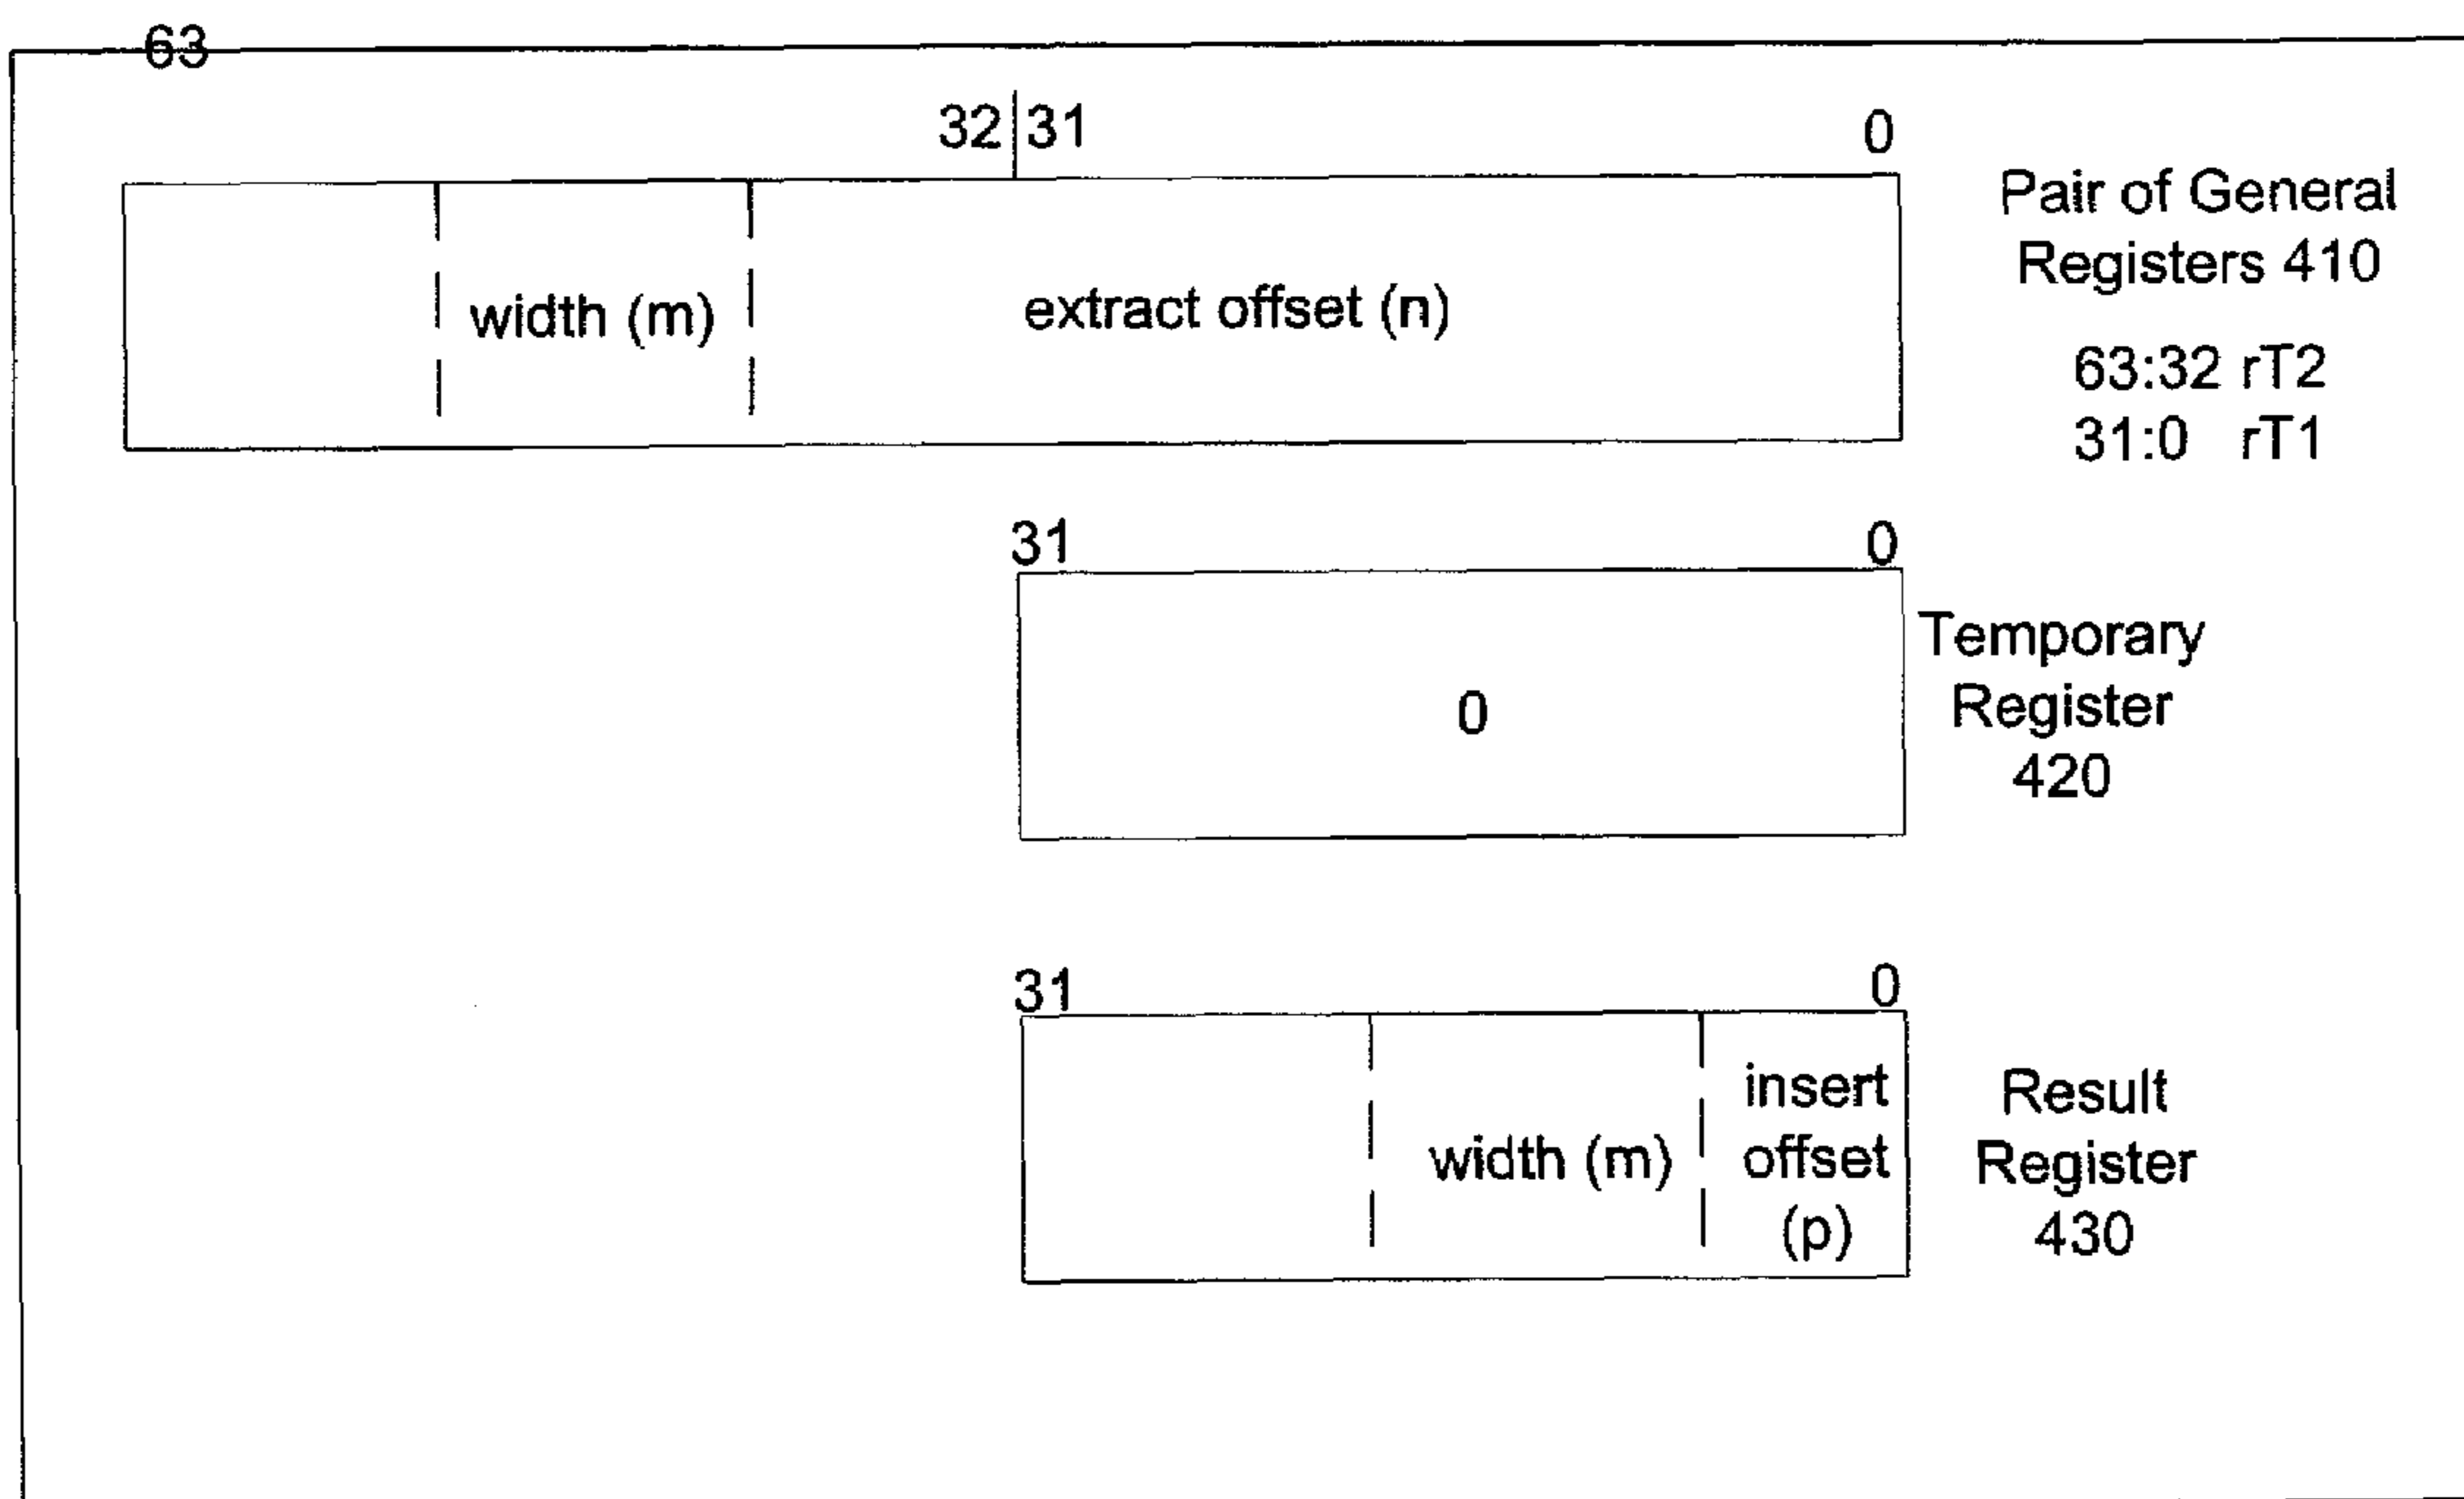 63
32 31 0
Pair of General
Registers 410
width (m) extract offset (n)
63:32 rT2
31:0 rT1
31 0
Temporary
Register
420
0
31 0
insert
offset
(p)
width (m)
Result
Register
430